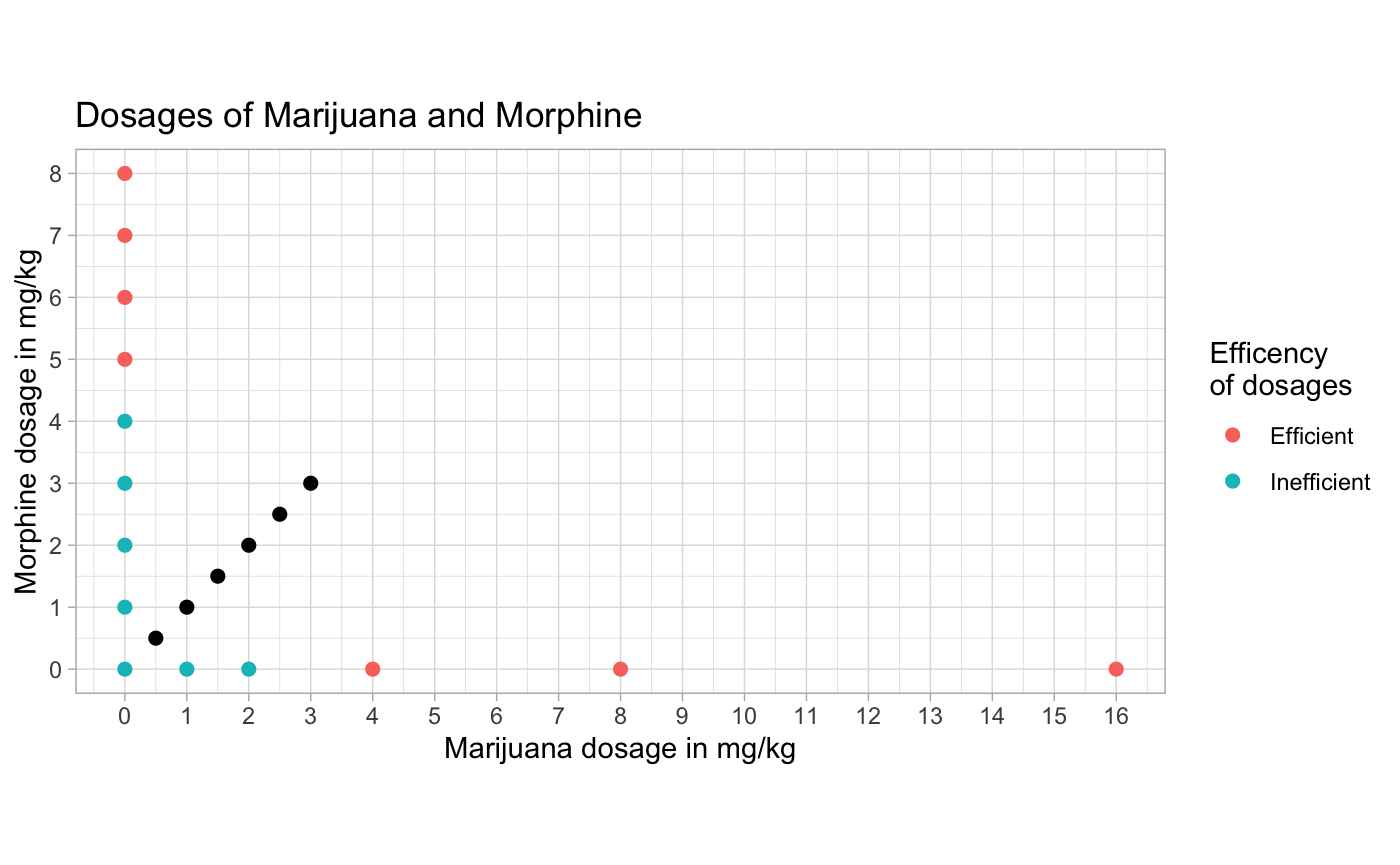 Dosages of Marijuana and Morphine
8
7
6
5
4
3
2
1
0
Morphine dosage in mg/kg
0 1 2 3 4 5 6 7 8 9 10 11 12 13 14 15 16
Marijuana dosage in mg/kg
Efficency
of dosages
Efficient
Inefficient